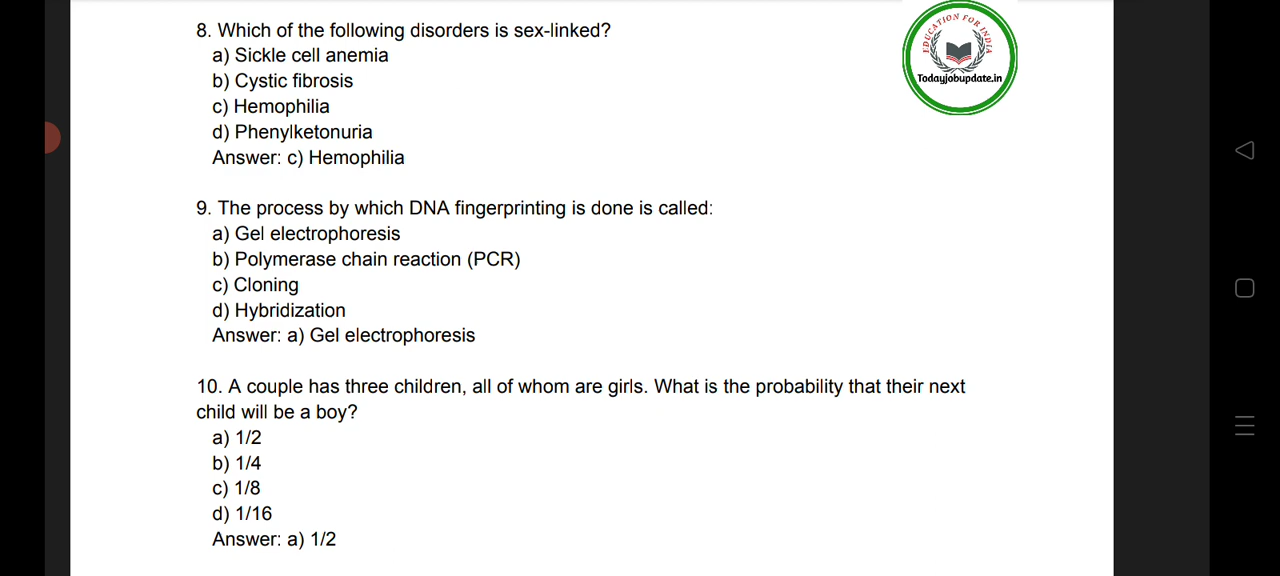 8. Which of the following disorders is sex-linked?
a) Sickle cell anemia
b) Cystic fibrosis
c) Hemophilia
d) Phenylketonuria
Answer: c) Hemophilia
EDUCATION FOR INDIA
Todayjobupdate.in
9. The process by which DNA fingerprinting is done is called:
a) Gel electrophoresis
b) Polymerase chain reaction (PCR)
c) Cloning
d) Hybridization
Answer: a) Gel electrophoresis
10. A couple has three children, all of whom are girls. What is the probability that their next
child will be a boy?
a) 1/2
b) 1/4
c) 1/8
d) 1/16
Answer: a) 1/2